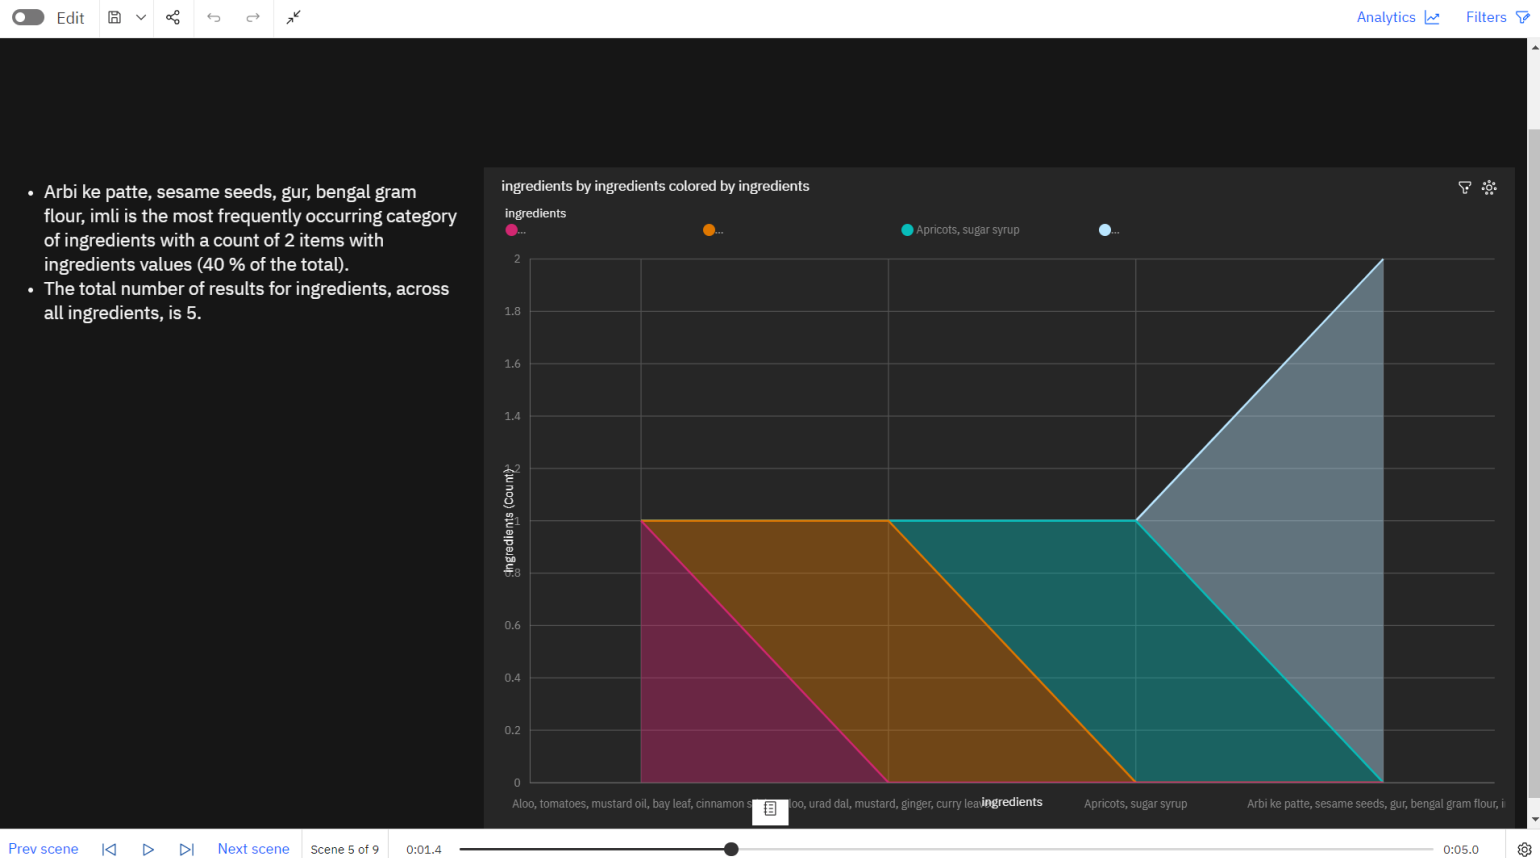 Edit
Analytics
Filters
Arbi ke patte, sesame seeds, gur, bengal gram
flour, imli is the most frequently occurring category
of ingredients with a count of 2 items with
ingredients values (40 % of the total).
The total number of results for ingredients, across
all ingredients, is 5.
ingredients by ingredients colored by ingredients
ingredients
...
...
Apricots, sugar syrup
...
2
1.8
1.6
1.4
1.2
1
0.8
0.6
0.4
0.2
0
ingredients (Count)
Aloo, tomatoes, mustard oil, bay leaf, cinnamon
urad dal, mustard, ginger, curry
ingredients
Apricots, sugar syrup
Arbi ke patte, sesame seeds, gur, bengal gram flour,
Prev scene
Next scene
Scene 5 of 9
0:01.4
0:05.0